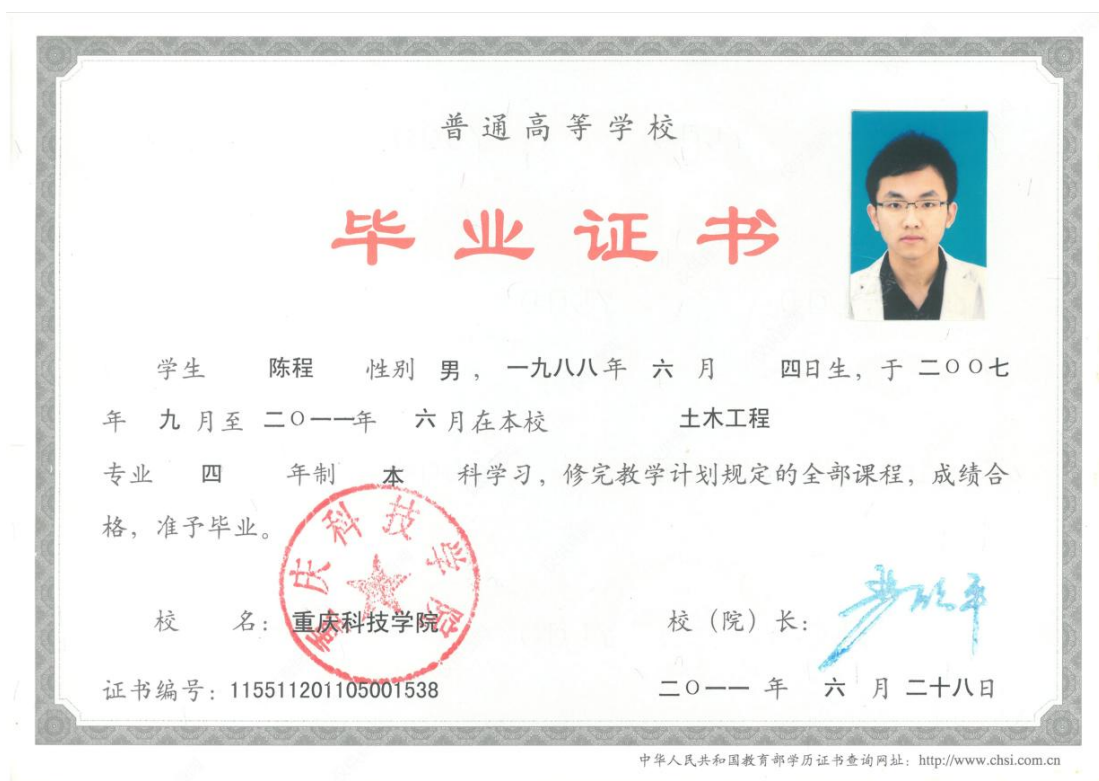 普通高等学校
毕业证书
学生 陈程 性别 男，一九八八年 六 月 四日生，于 二〇〇七
年 九 月至 二〇一一年 六 月在本校 土木工程
专业 四 年制 本 科学习，修完教学计划规定的全部课程，成绩合
格，准予毕业。
重庆科技学院
校 名：重庆科技学院 校（院）长：
证书编号：115511201105001538 二〇一一 年 六 月 二十八日
中华人民共和国教育部学历证书查询网址：http://www.chsi.com.cn